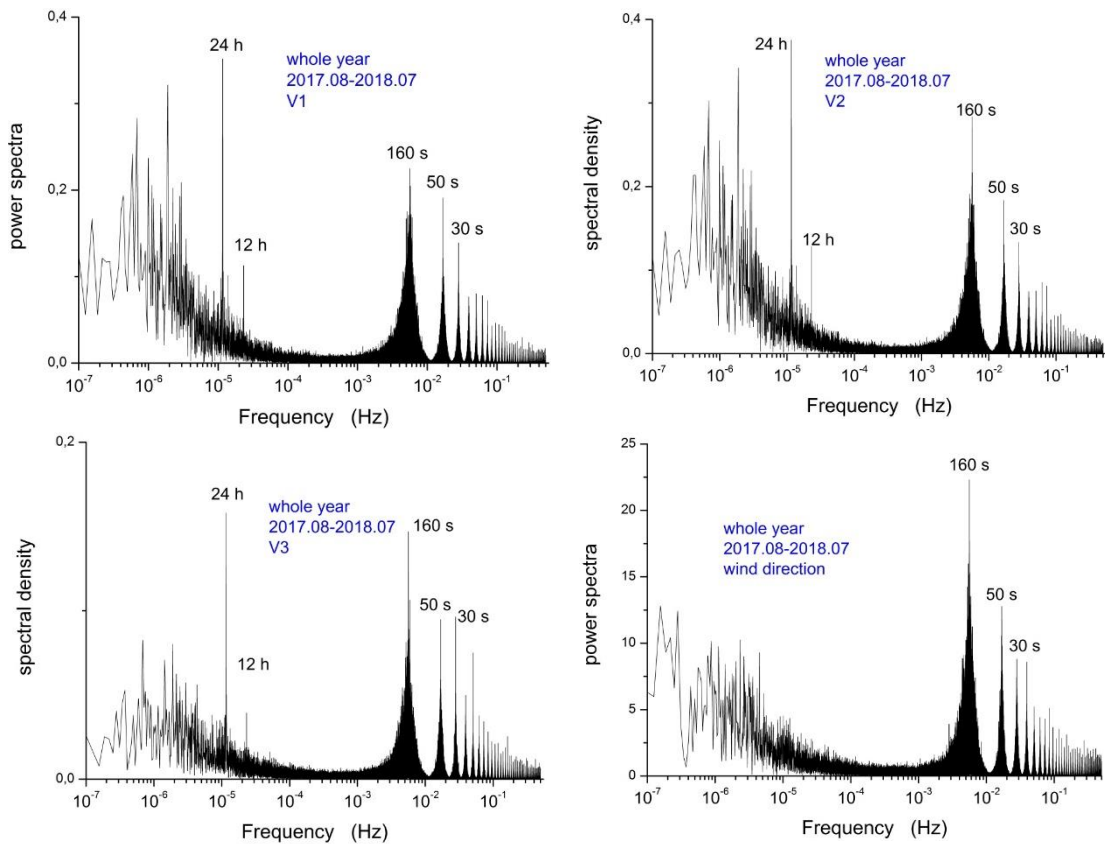 0,4
0,2
0,0
power spectra
24 h
12 h
160 s
50 s
30 s
whole year
2017.08-2018.07
V1
10-7 10-6 10-5 10-4 10-3 10-2 10-1
Frequency (Hz)
0,4
0,2
0,0
spectral density
24 h
12 h
160 s
50 s
30 s
whole year
2017.08-2018.07
V2
10-7 10-6 10-5 10-4 10-3 10-2 10-1
Frequency (Hz)
0,2
0,0
spectral density
24 h
12 h
160 s
50 s
30 s
whole year
2017.08-2018.07
V3
10-7 10-6 10-5 10-4 10-3 10-2 10-1
Frequency (Hz)
25
20
15
10
5
0
power spectra
160 s
50 s
30 s
whole year
2017.08-2018.07
wind direction
10-7 10-6 10-5 10-4 10-3 10-2 10-1
Frequency (Hz)